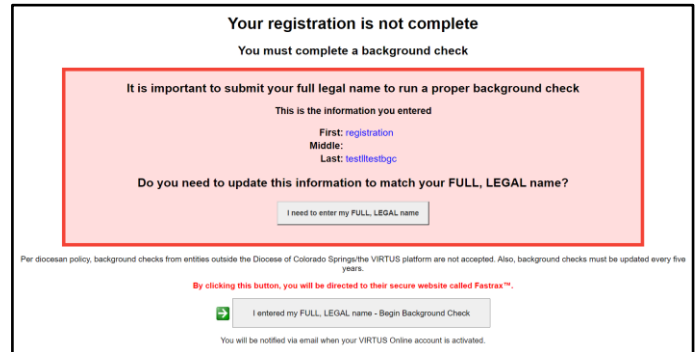 Your registration is not complete
You must complete a background check
It is important to submit your full legal name to run a proper background check
This is the information you entered
First: registration
Middle:
Last: testlltestbgc
Do you need to update this information to match your FULL, LEGAL name?
I need to enter my FULL, LEGAL name
Per diocesan policy, background checks from entities outside the Diocese of Colorado Springs/the VIRTUS platform are not accepted. Also, background checks must be updated every five
years.
By clicking this button, you will be directed to their secure website called Fastrax™.
I entered my FULL, LEGAL name - Begin Background Check
You will be notified via email when your VIRTUS Online account is activated.